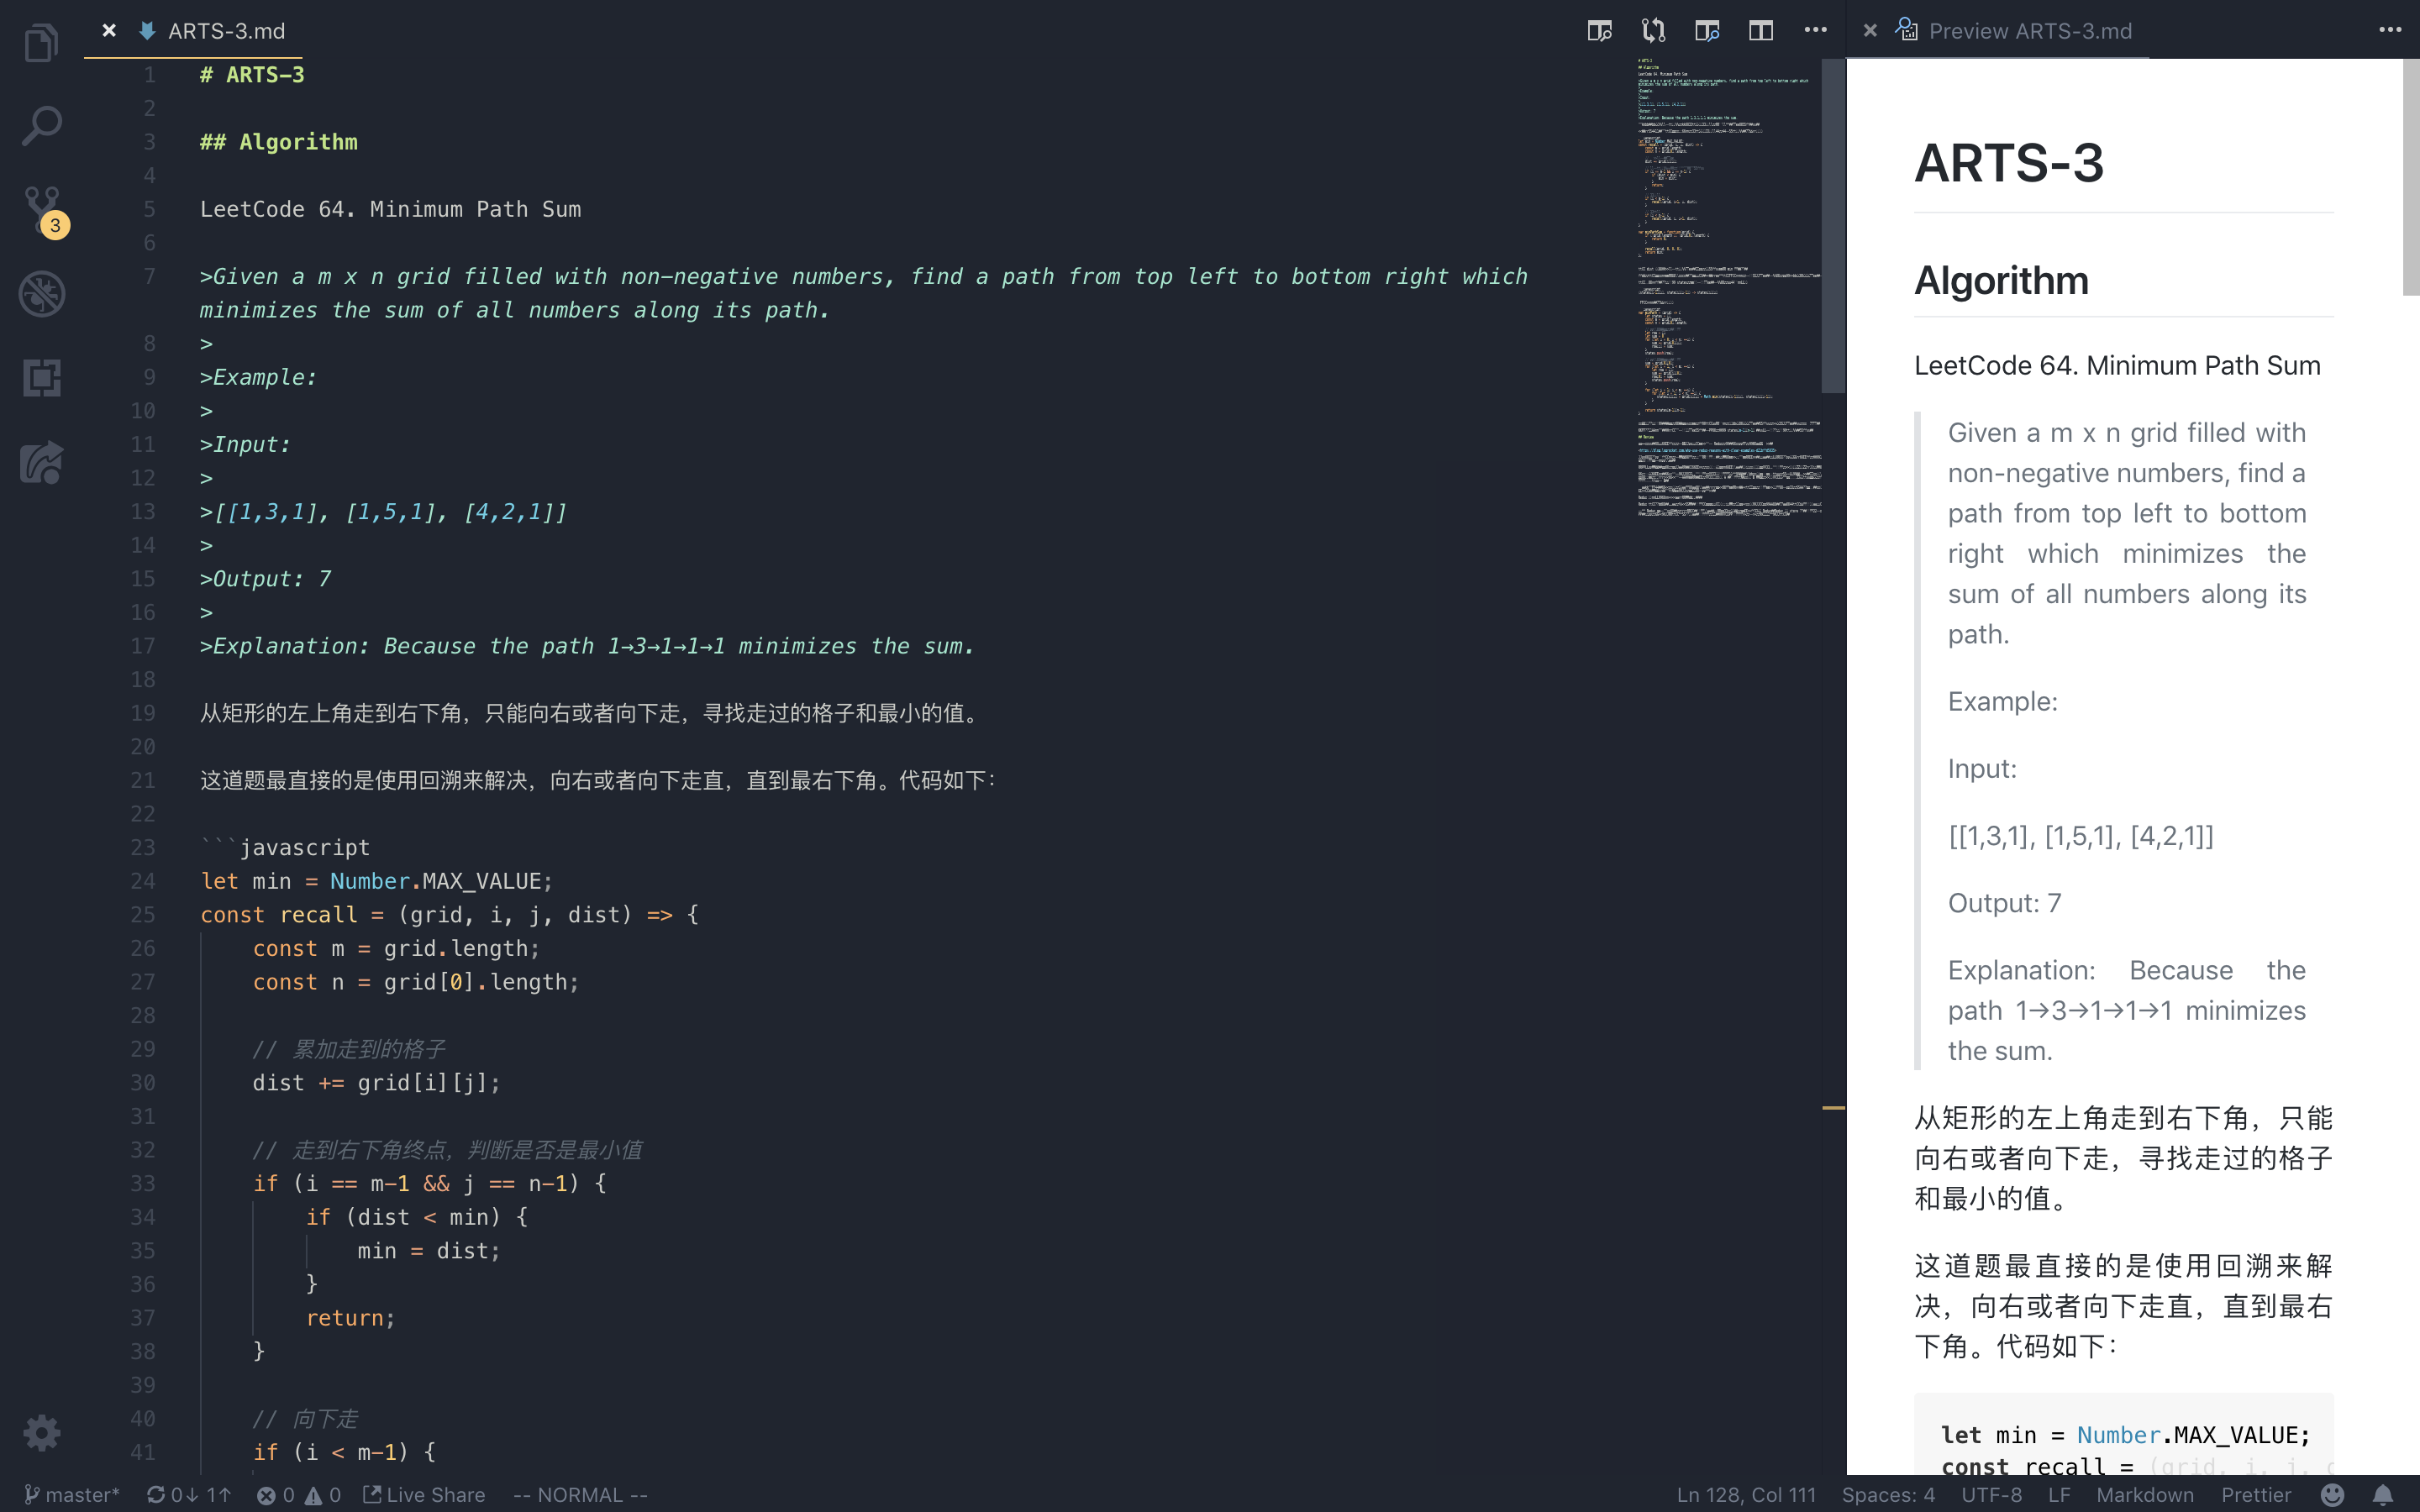 ARTS-3.md
1 # ARTS-3
2
3 ## Algorithm
4
5 LeetCode 64. Minimum Path Sum
6
7 >Given a m x n grid filled with non-negative numbers, find a path from top left to bottom right which
minimizes the sum of all numbers along its path.
8 >
9 >Example:
10 >
11 >Input:
12 >
13 >[[1,3,1], [1,5,1], [4,2,1]]
14 >
15 >Output: 7
16 >
17 >Explanation: Because the path 1→3→1→1→1 minimizes the sum.
18
19 从矩形的左上角走到右下角，只能向右或者向下走，寻找走过的格子和最小的值。
20
21 这道题最直接的是使用回溯来解决，向右或者向下走直，直到最右下角。代码如下：
22
23 ```javascript
24 let min = Number.MAX_VALUE;
25 const recall = (grid, i, j, dist) => {
26     const m = grid.length;
27     const n = grid[0].length;
28
29     // 累加走到的格子
30     dist += grid[i][j];
31
32     // 走到右下角终点，判断是否是最小值
33     if (i == m-1 && j == n-1) {
34         if (dist < min) {
35             min = dist;
36         }
37         return;
38     }
39
40     // 向下走
41     if (i < m-1) {
3
Preview ARTS-3.md
ARTS-3
Algorithm
LeetCode 64. Minimum Path Sum
Given a m x n grid filled with
non-negative numbers, find a
path from top left to bottom
right which minimizes the
sum of all numbers along its
path.
Example:
Input:
[[1,3,1], [1,5,1], [4,2,1]]
Output: 7
Explanation: Because the
path 1→3→1→1→1 minimizes
the sum.
从矩形的左上角走到右下角，只能
向右或者向下走，寻找走过的格子
和最小的值。
这道题最直接的是使用回溯来解
决，向右或者向下走直，直到最右
下角。代码如下：
let min = Number.MAX_VALUE;
const recall = (grid, i, j,
master* 0↓ 1↑ 0 0 Live Share -- NORMAL --
Ln 128, Col 111 Spaces: 4 UTF-8 LF Markdown Prettier